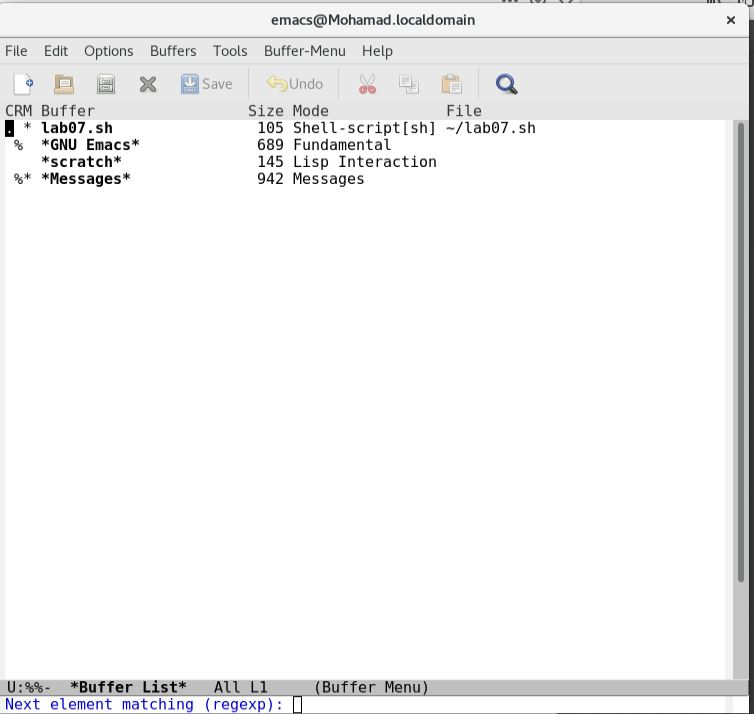 emacs@Mohamad.localdomain ×
File Edit Options Buffers Tools Buffer-Menu Help
Save Undo
CRM Buffer Size Mode File
. * lab07.sh 105 Shell-script[sh] ~/lab07.sh
% *GNU Emacs* 689 Fundamental
*scratch* 145 Lisp Interaction
%* *Messages* 942 Messages
U:%%- *Buffer List* All L1 (Buffer Menu)
Next element matching (regexp):